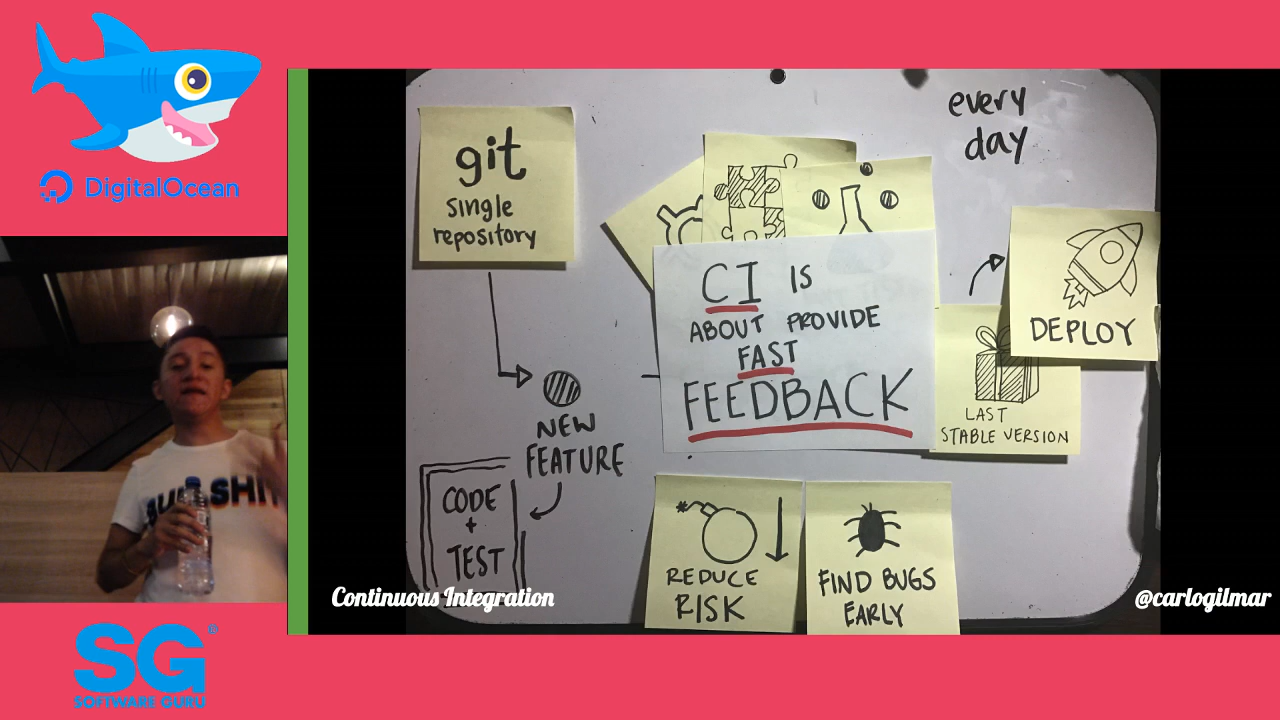 DigitalOcean
SG
SOFTWARE GURU
git
single
repository
NEW
FEATURE
CODE
+
TEST
CI IS
ABOUT PROVIDE
FAST
FEEDBACK
every
day
DEPLOY
LAST
STABLE VERSION
REDUCE
RISK
FIND BUGS
EARLY
Continuous Integration
@carlogilmar